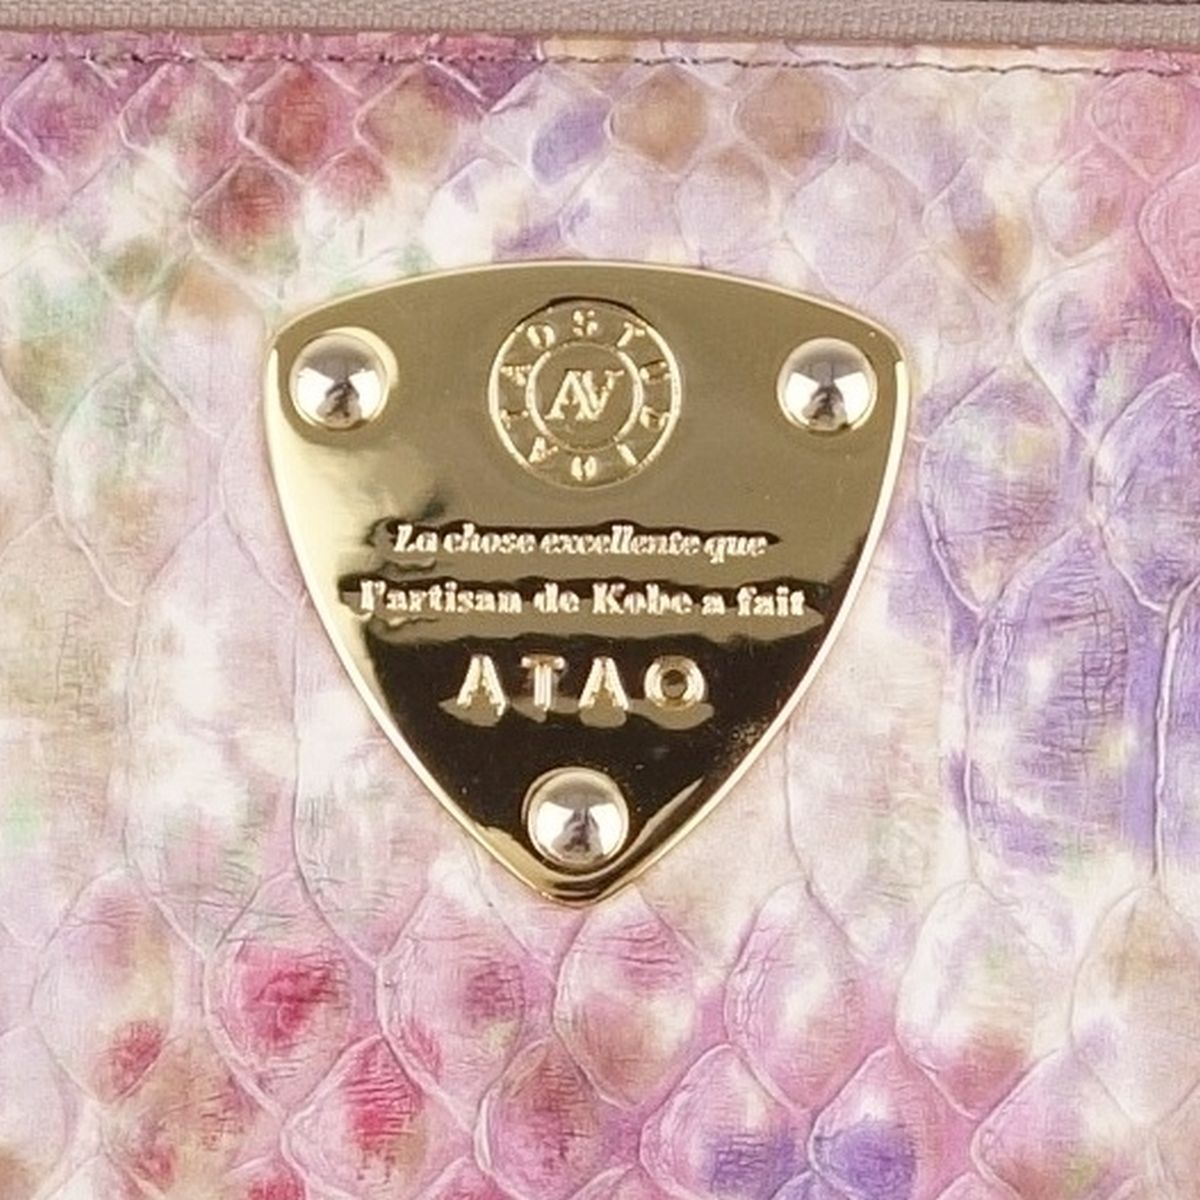 AV
La chose excellente que
l'artisan de Kobe a fait
ATAO